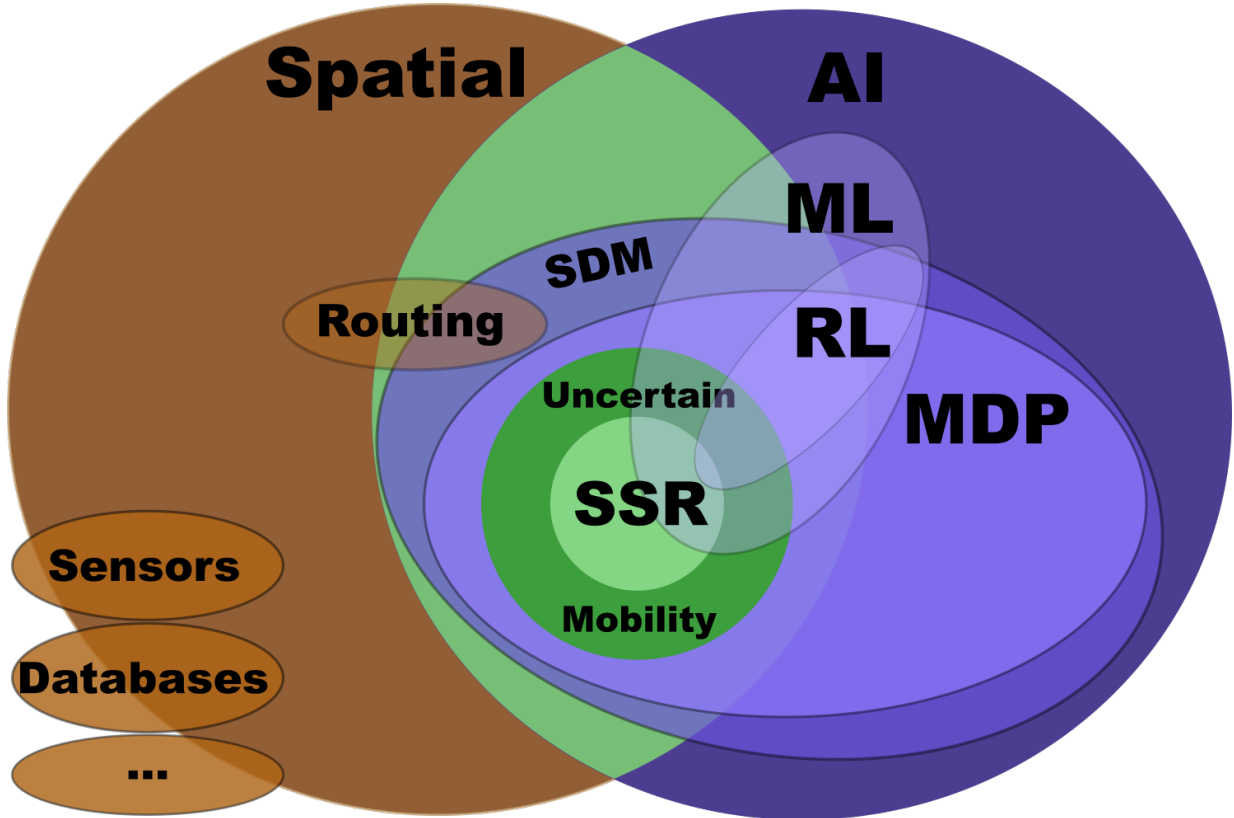 Spatial
AI
ML
SDM
Routing
RL
Uncertain
MDP
SSR
Sensors
Mobility
Databases
...